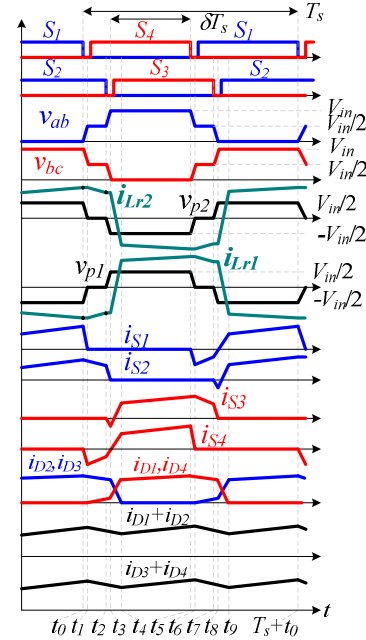 T_s
δT_s
S_1 S_4 S_1
S_2 S_3 S_2
v_ab
V_in
V_in/2
v_bc
V_in
V_in/2
i_Lr2
v_p2
V_in/2
-V_in/2
i_Lr1
v_p1
V_in/2
-V_in/2
i_S1
i_S2
i_S3
i_S4
i_D2,i_D3 i_D1,i_D4
i_D1+i_D2
i_D3+i_D4
t_0 t_1 t_2 t_3 t_4 t_5 t_6 t_7 t_8 t_9 T_s+t_0 t